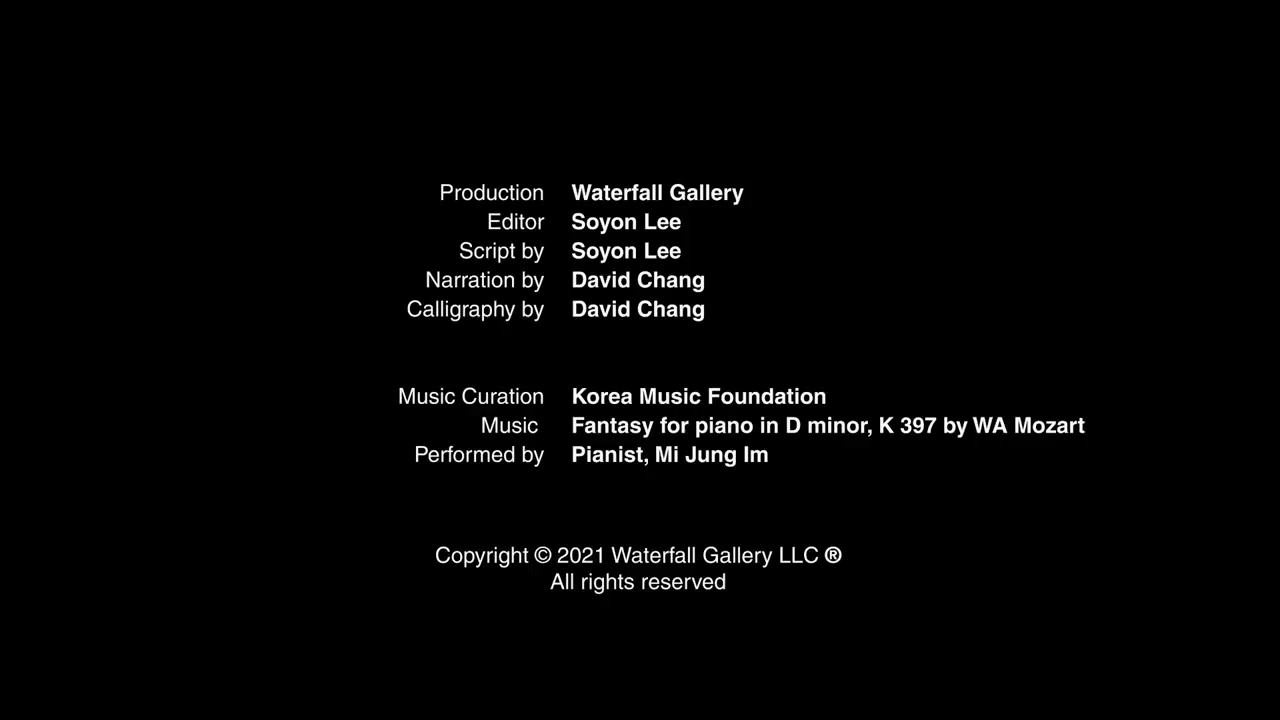 Production Waterfall Gallery
Editor Soyon Lee
Script by Soyon Lee
Narration by David Chang
Calligraphy by David Chang
Music Curation Korea Music Foundation
Music Fantasy for piano in D minor, K 397 by WA Mozart
Performed by Pianist, Mi Jung Im
Copyright © 2021 Waterfall Gallery LLC ®
All rights reserved